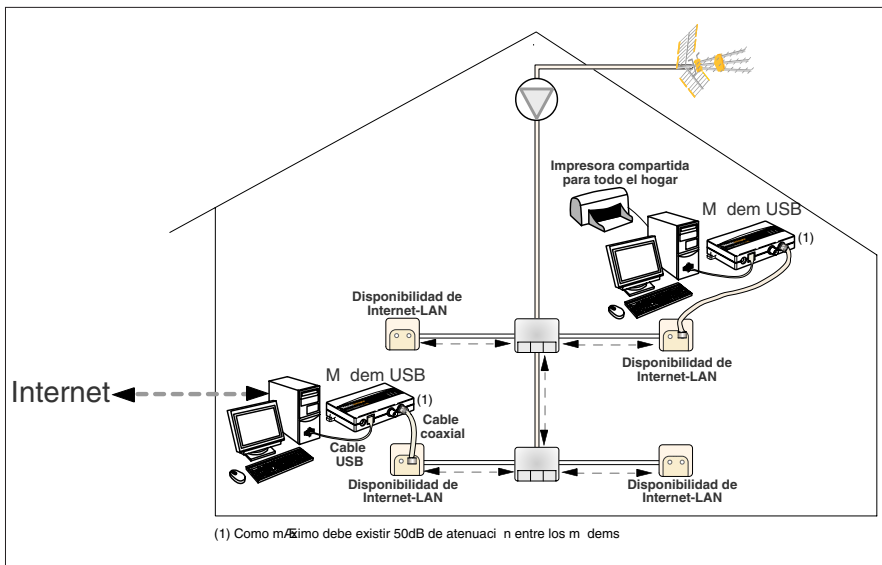 Impresora compartida
para todo el hogar
M dem USB
(1)
Disponibilidad de
Internet-LAN
Disponibilidad de
Internet-LAN
Internet
M dem USB
(1)
Cable
coaxial
Cable
USB
Disponibilidad de
Internet-LAN
Disponibilidad de
Internet-LAN
(1) Como mÆximo debe existir 50dB de atenuaci n entre los m dems